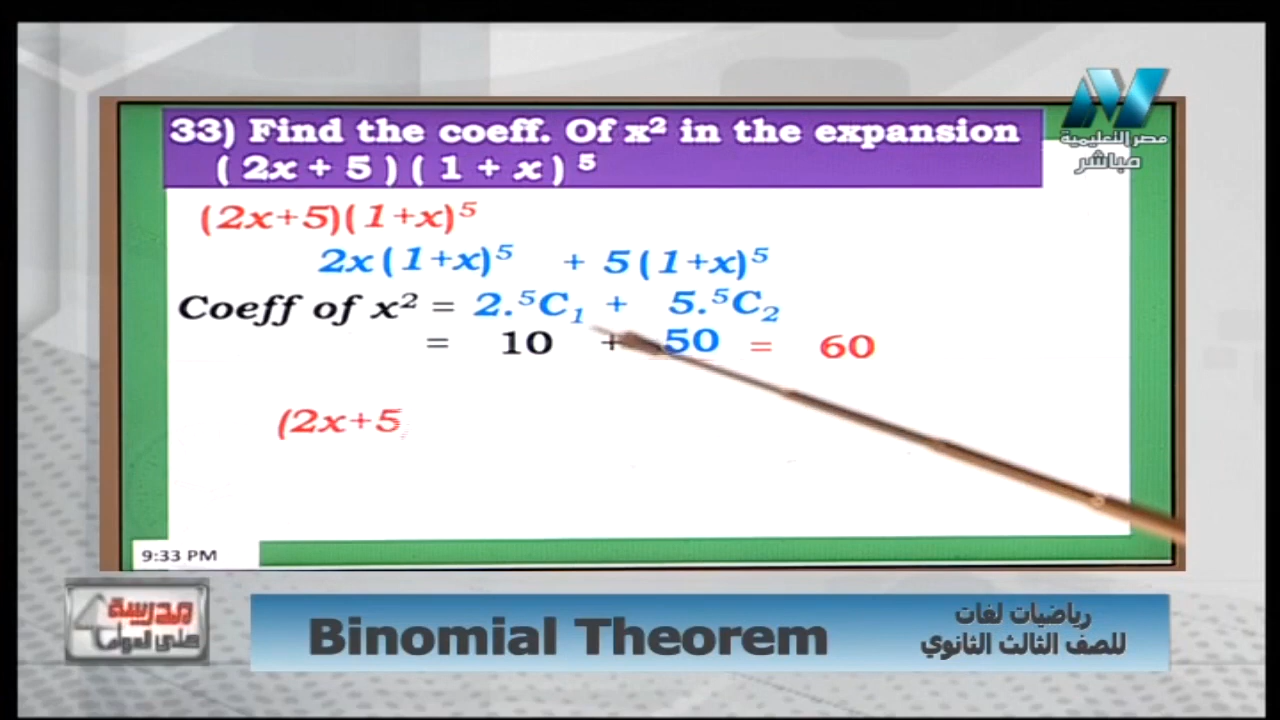 33) Find the coeff. Of x² in the expansion
( 2x + 5 ) ( 1 + x ) ⁵
مصر التعليمية
مباشر
(2x+5)(1+x)⁵
2x(1+x)⁵ + 5(1+x)⁵
Coeff of x² = 2.⁵C₁ + 5.⁵C₂
= 10 + 50 = 60
(2x+5
9:33 PM
مدرسة
على الهواء
Binomial Theorem
رياضيات لغات
للصف الثالث الثانوي